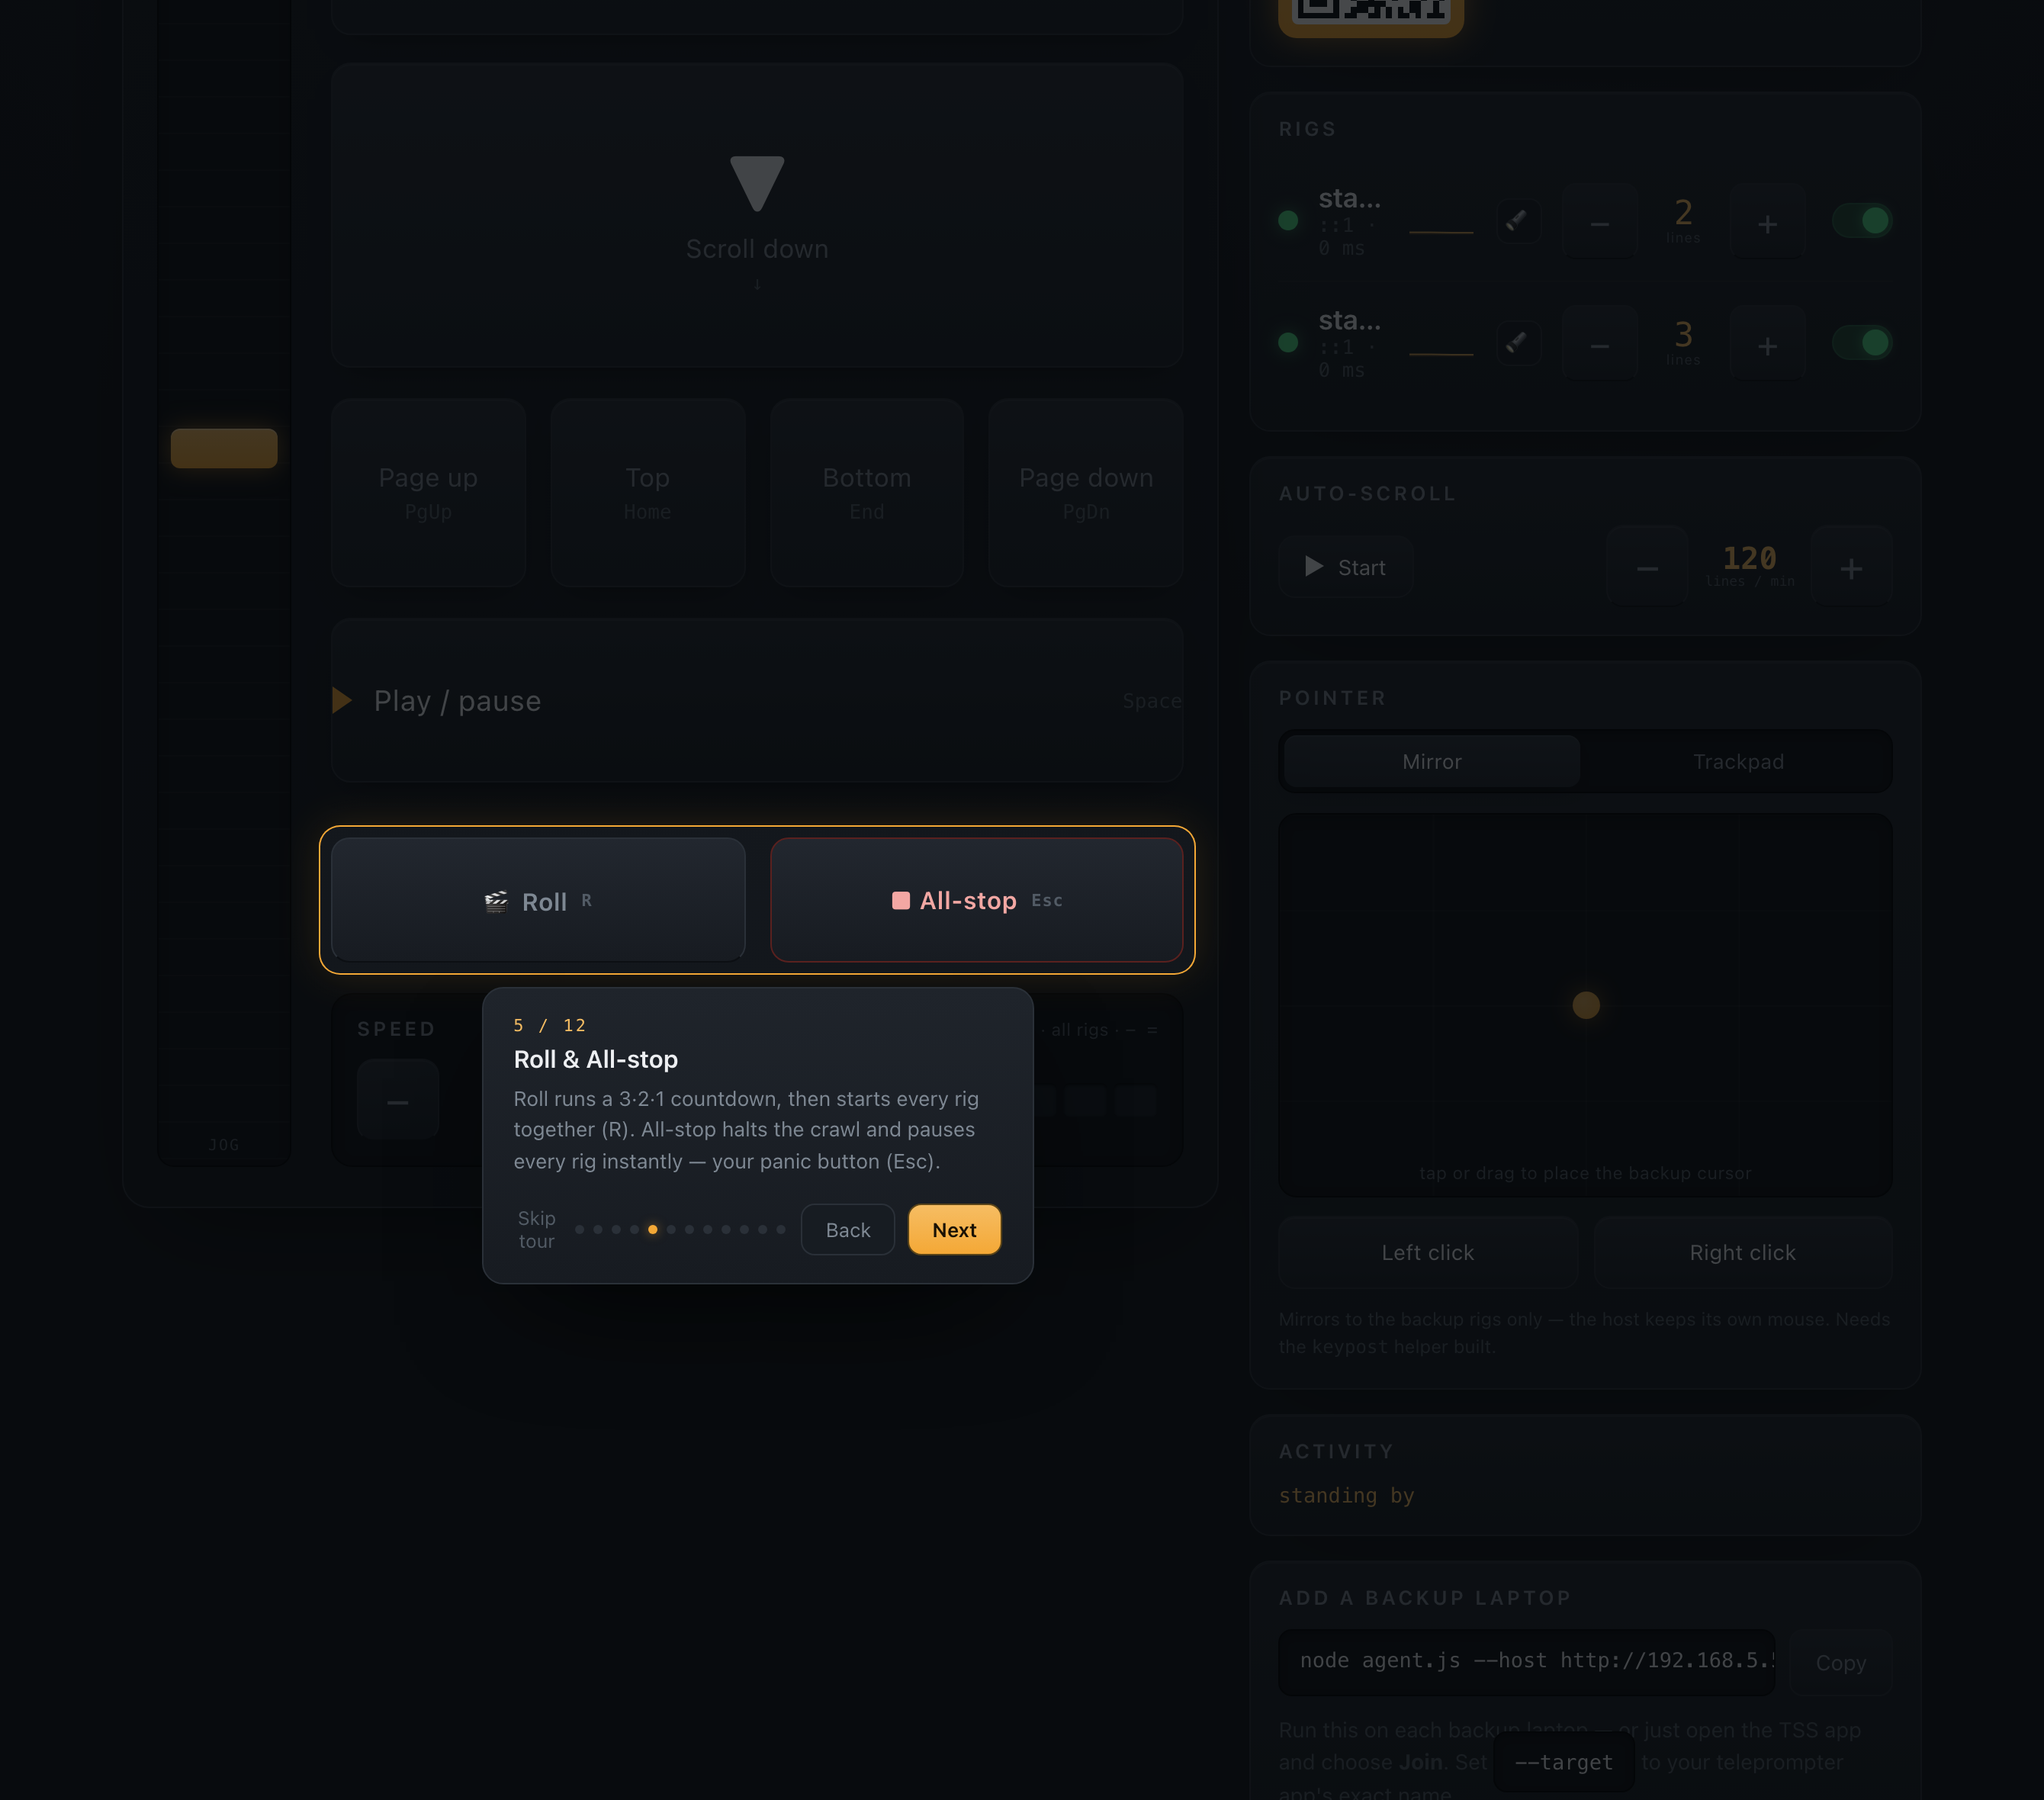 Scroll down
↓
Page up
PgUp
Top
Home
Bottom
End
Page down
PgDn
Play / pause
Space
Roll R
All-stop Esc
SPEED
· all rigs · − =
−
JOG
5 / 12
Roll & All-stop
Roll runs a 3·2·1 countdown, then starts every rig
together (R). All-stop halts the crawl and pauses
every rig instantly — your panic button (Esc).
Skip
tour
Back
Next
RIGS
sta...
::1 ·
0 ms
−
2
lines
+
sta...
::1 ·
0 ms
−
3
lines
+
AUTO-SCROLL
Start
−
120
lines / min
+
POINTER
Mirror
Trackpad
tap or drag to place the backup cursor
Left click
Right click
Mirrors to the backup rigs only — the host keeps its own mouse. Needs
the keypost helper built.
ACTIVITY
standing by
ADD A BACKUP LAPTOP
node agent.js --host http://192.168.5.
Copy
Run this on each backup laptop — or just open the TSS app
and choose Join. Set --target to your teleprompter
app's exact name